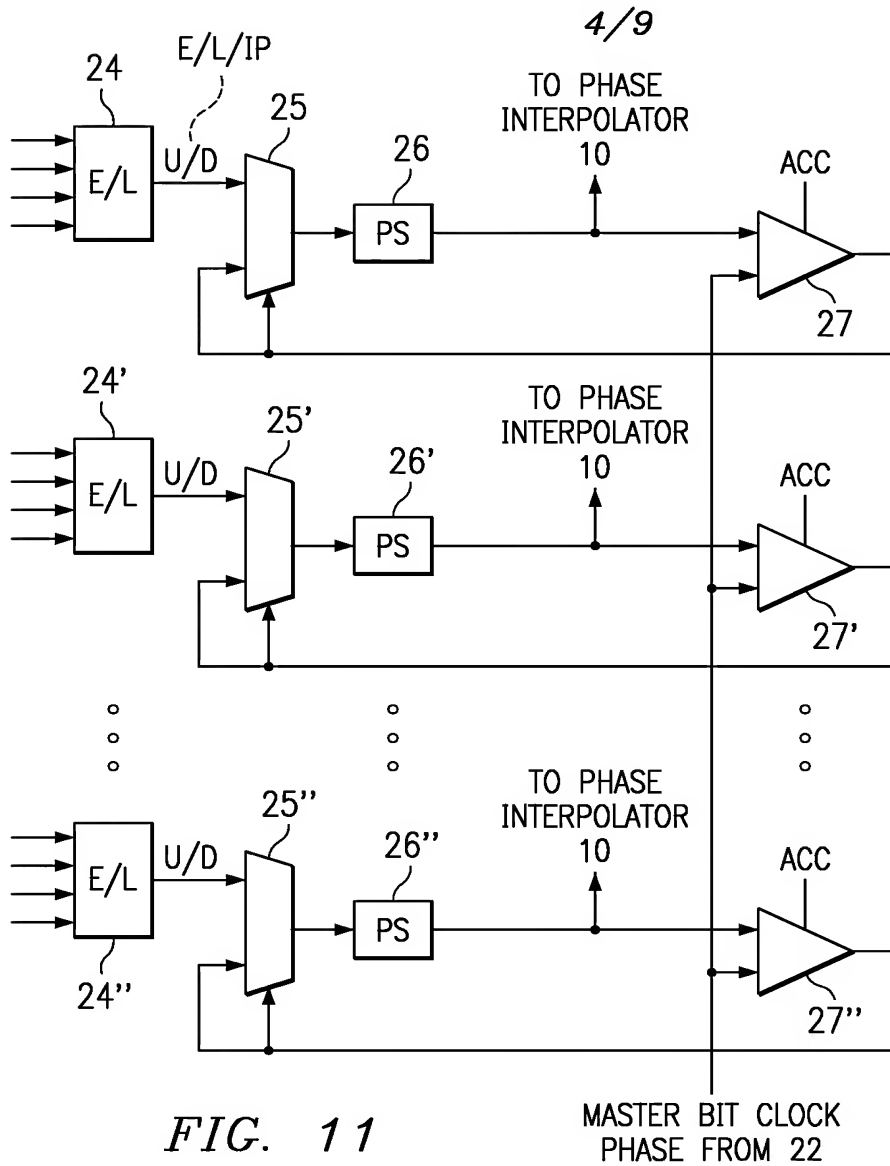 4/9
E/L/IP
24
25
TO PHASE
INTERPOLATOR
10
26
ACC
E/L
U/D
PS
27
24'
25'
TO PHASE
INTERPOLATOR
10
26'
ACC
E/L
U/D
PS
27'
25''
TO PHASE
INTERPOLATOR
10
26''
ACC
E/L
U/D
PS
24''
27''
MASTER BIT CLOCK
PHASE FROM 22
FIG. 11